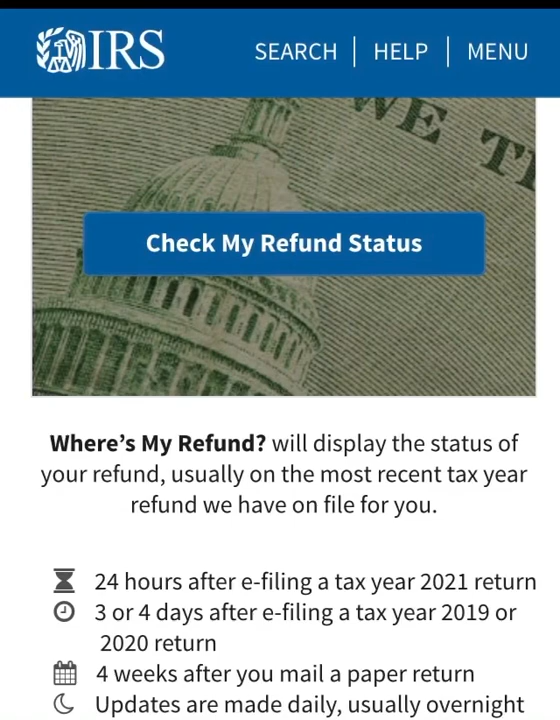 IRS
SEARCH | HELP | MENU
WE T
Check My Refund Status
Where's My Refund? will display the status of
your refund, usually on the most recent tax year
refund we have on file for you.
24 hours after e-filing a tax year 2021 return
3 or 4 days after e-filing a tax year 2019 or
2020 return
4 weeks after you mail a paper return
Updates are made daily, usually overnight